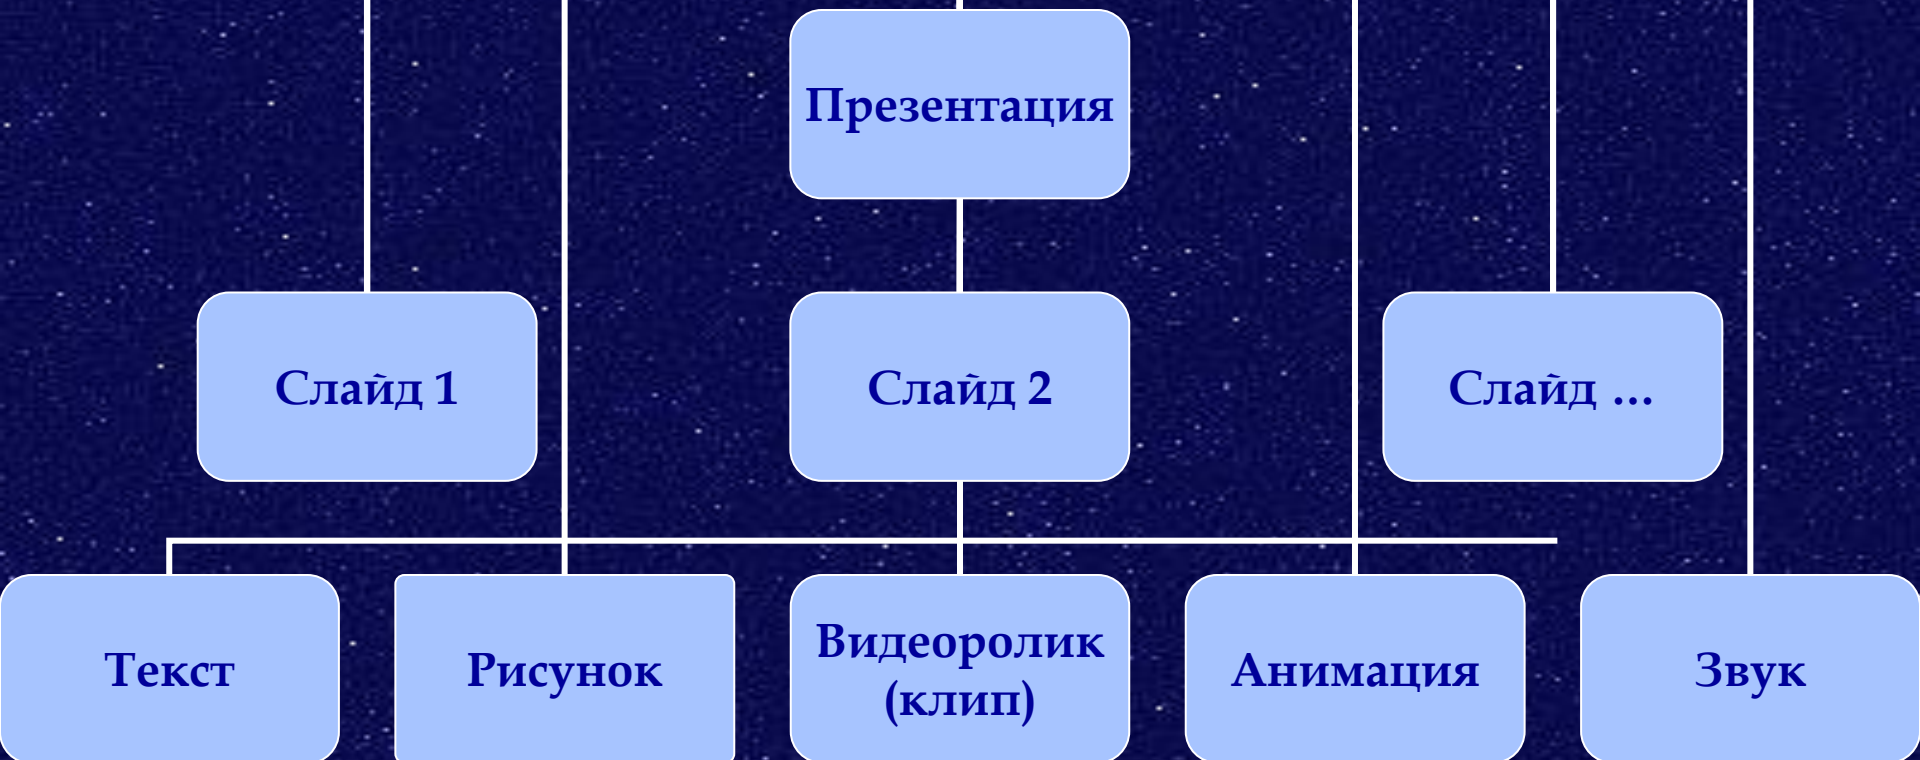 Презентация
Слайд 1
Слайд 2
Слайд ...
Текст
Рисунок
Видеоролик
(клип)
Анимация
Звук